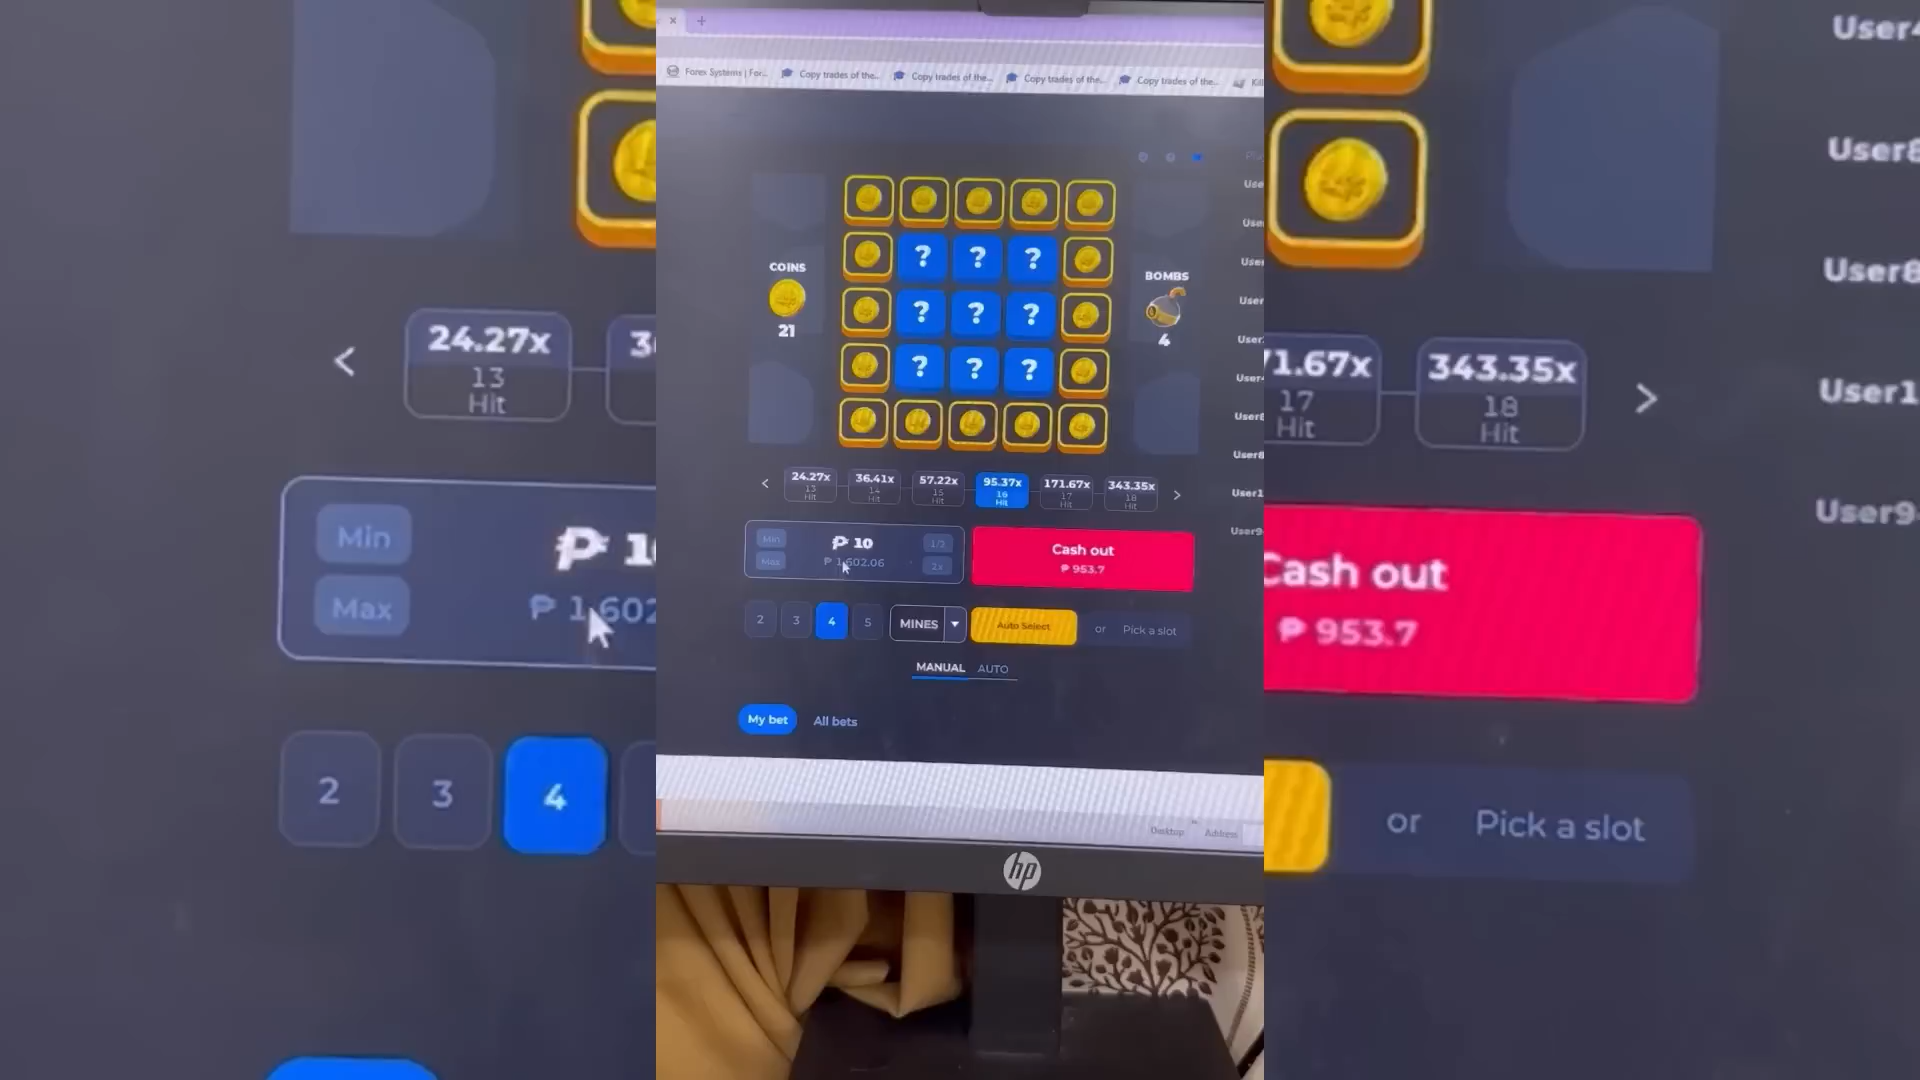 Forex Systems | For...
Copy trades of the...
Copy trades of the...
Copy trades of the...
Copy trades of the...
COINS
21
BOMBS
4
? ? ?
? ? ?
? ? ?
24.27x
13
Hit
36.41x
14
Hit
57.22x
15
Hit
95.37x
16
Hit
171.67x
17
Hit
343.35x
18
Hit
Min
Max
₱ 10
₱ 1,602.06
1/2
2x
Cash out
₱ 953.7
2 3 4 5
MINES
Auto Select
or
Pick a slot
MANUAL
AUTO
My bet
All bets
Desktop
Address
hp
24.27x
13
Hit
Min
Max
2
3
4
343.35x
18
Hit
17
Hit
Cash out
₱ 953.7
or
Pick a slot